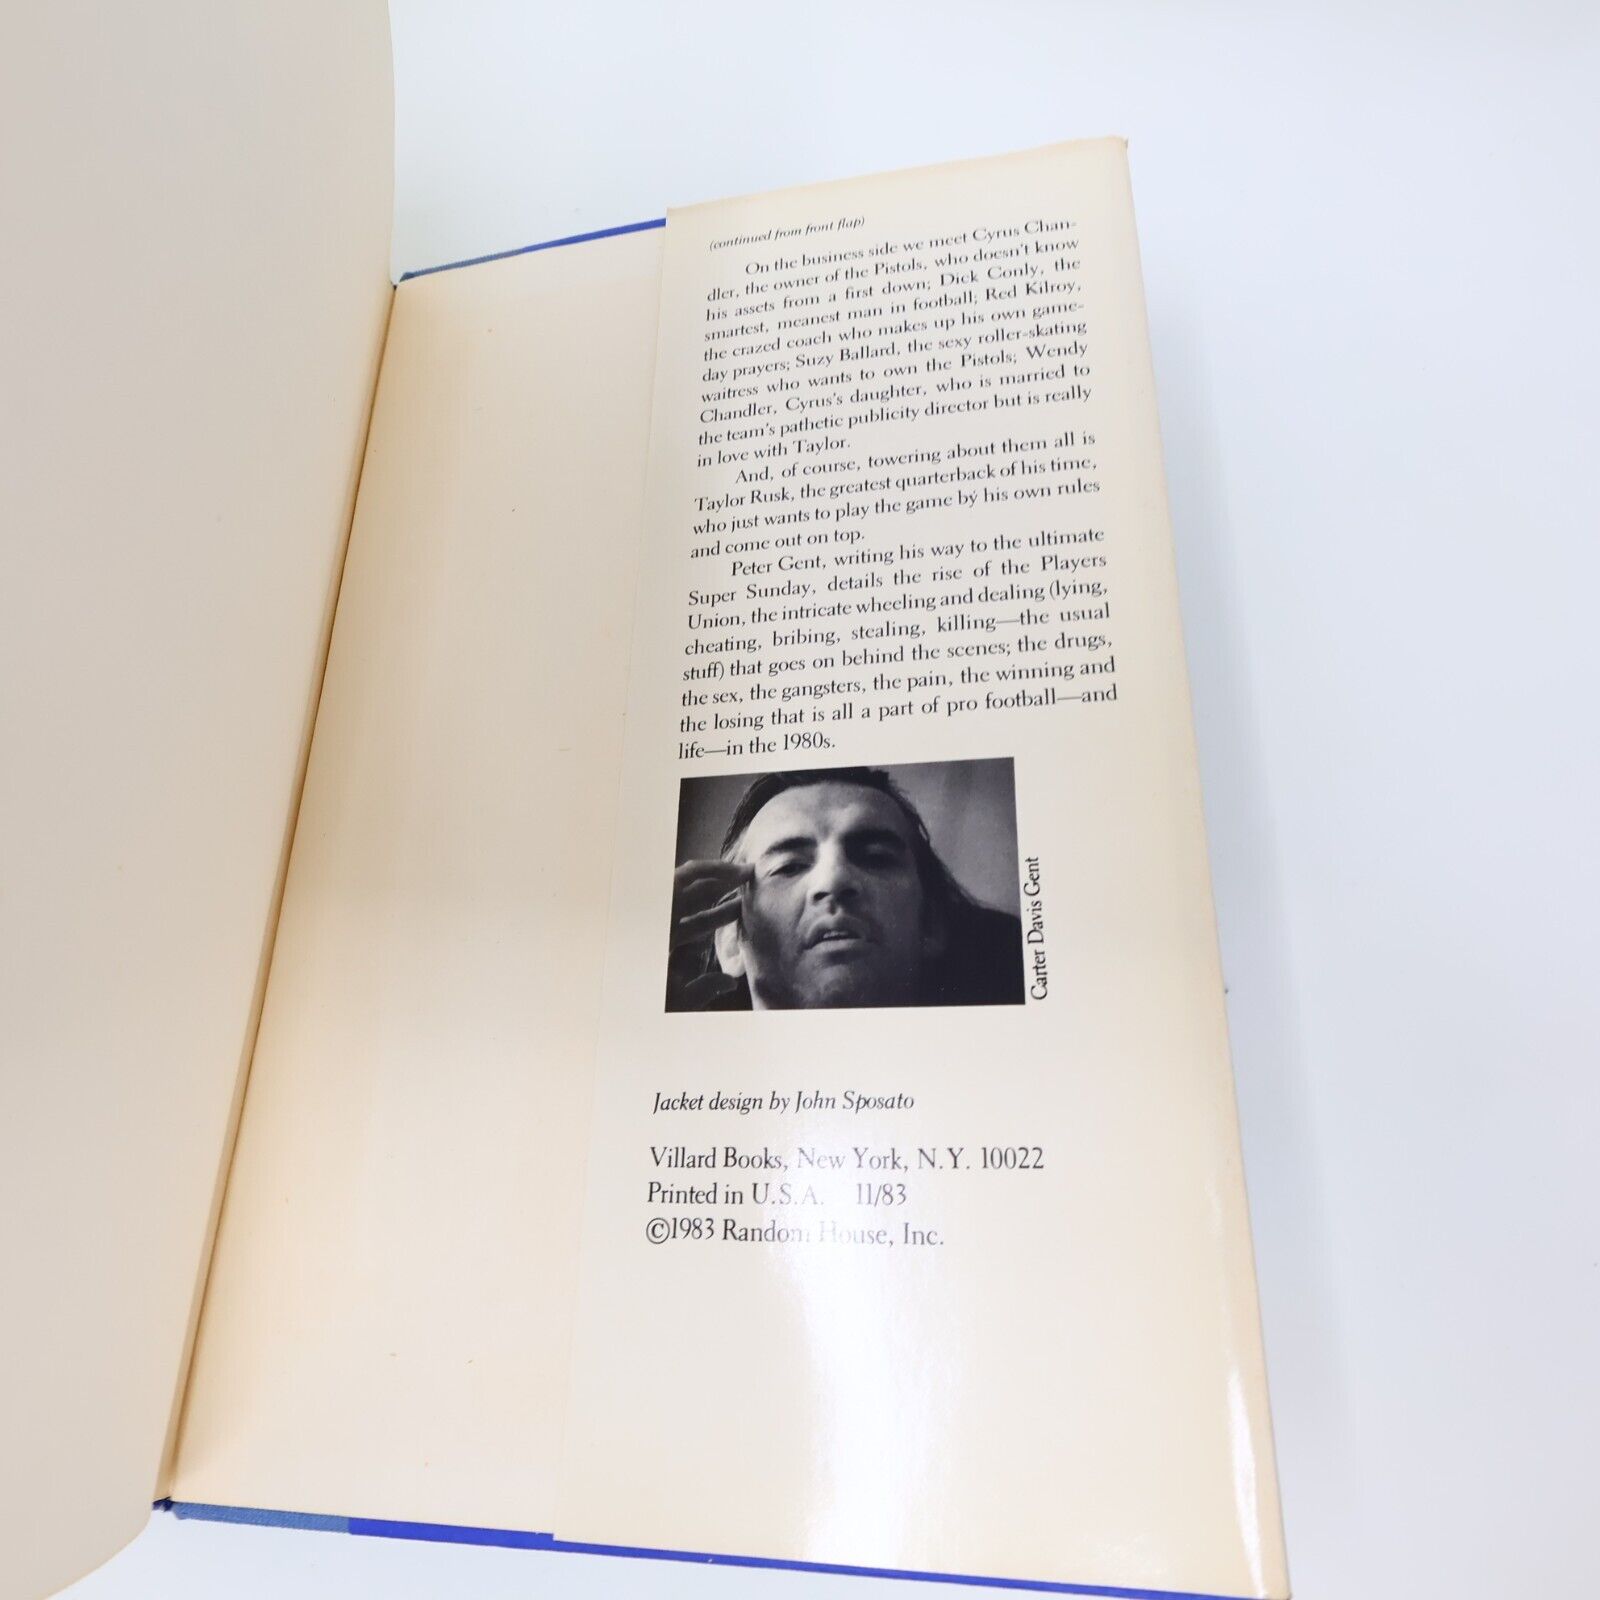 (continued from front flap)
On the business side we meet Cyrus Chan-
dler, the owner of the Pistols, who doesn't know
his assets from a first down; Dick Conly, the
smartest, meanest man in football; Red Kilroy,
the crazed coach who makes up his own game-
day prayers; Suzy Ballard, the sexy roller-skating
waitress who wants to own the Pistols; Wendy
Chandler, Cyrus's daughter, who is married to
the team's pathetic publicity director but is really
in love with Taylor.
And, of course, towering about them all is
Taylor Rusk, the greatest quarterback of his time,
who just wants to play the game by his own rules
and come out on top.
Peter Gent, writing his way to the ultimate
Super Sunday, details the rise of the Players
Union, the intricate wheeling and dealing (lying,
cheating, bribing, stealing, killing—the usual
stuff) that goes on behind the scenes; the drugs,
the sex, the gangsters, the pain, the winning and
the losing that is all a part of pro football—and
life—in the 1980s.
Carter Davis Gent
Jacket design by John Sposato
Villard Books, New York, N.Y. 10022
Printed in U.S.A. 11/83
©1983 Random House, Inc.